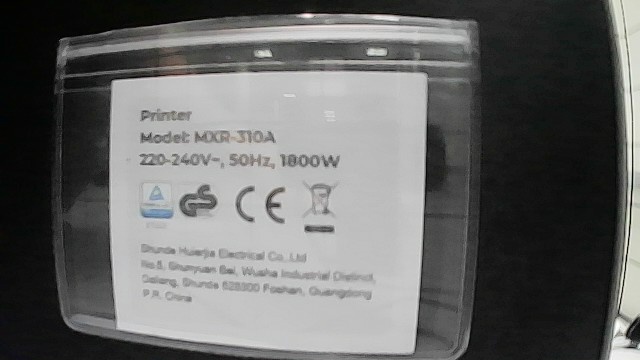 Printer
Model: MXR-310A
220-240V~, 50Hz, 1800W
CE
Shunde Huierjia Electrical Co., Ltd
No.5, Shunyuan Bei, Wusha Industrial District,
Daliang, Shunde 528300 Foshan, Guangdong
P.R. China